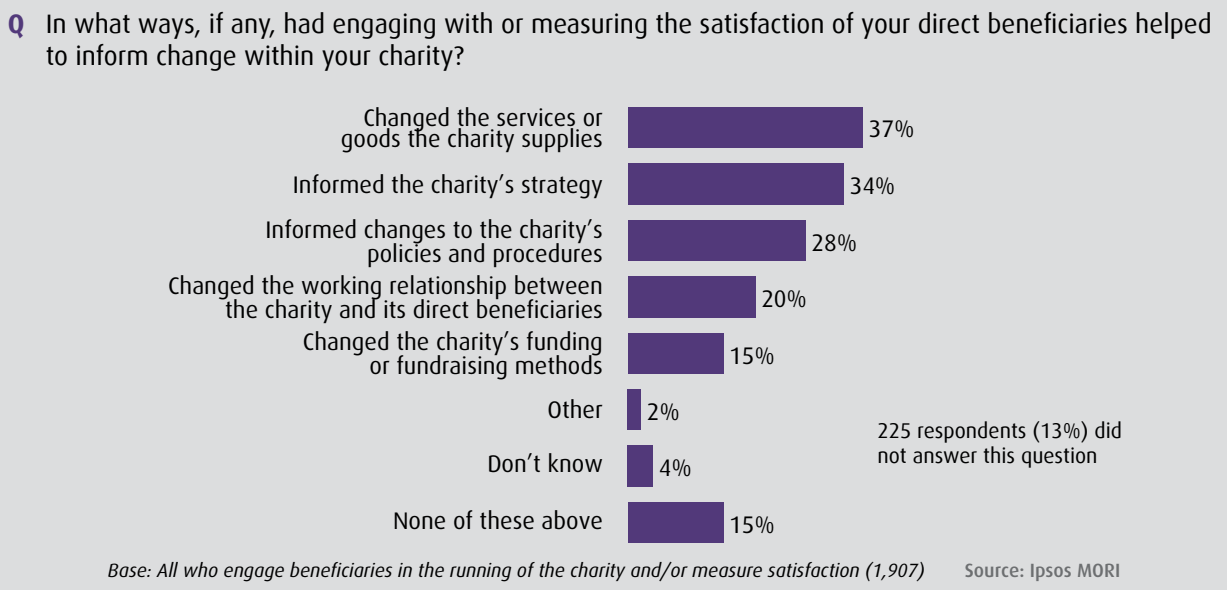 Q In what ways, if any, had engaging with or measuring the satisfaction of your direct beneficiaries helped
to inform change within your charity?
Changed the services or
goods the charity supplies
37%
Informed the charity's strategy
34%
Informed changes to the charity's
policies and procedures
28%
Changed the working relationship between
the charity and its direct beneficiaries
20%
Changed the charity's funding
or fundraising methods
15%
Other
2%
225 respondents (13%) did
not answer this question
Don't know
4%
None of these above
15%
Base: All who engage beneficiaries in the running of the charity and/or measure satisfaction (1,907)
Source: Ipsos MORI